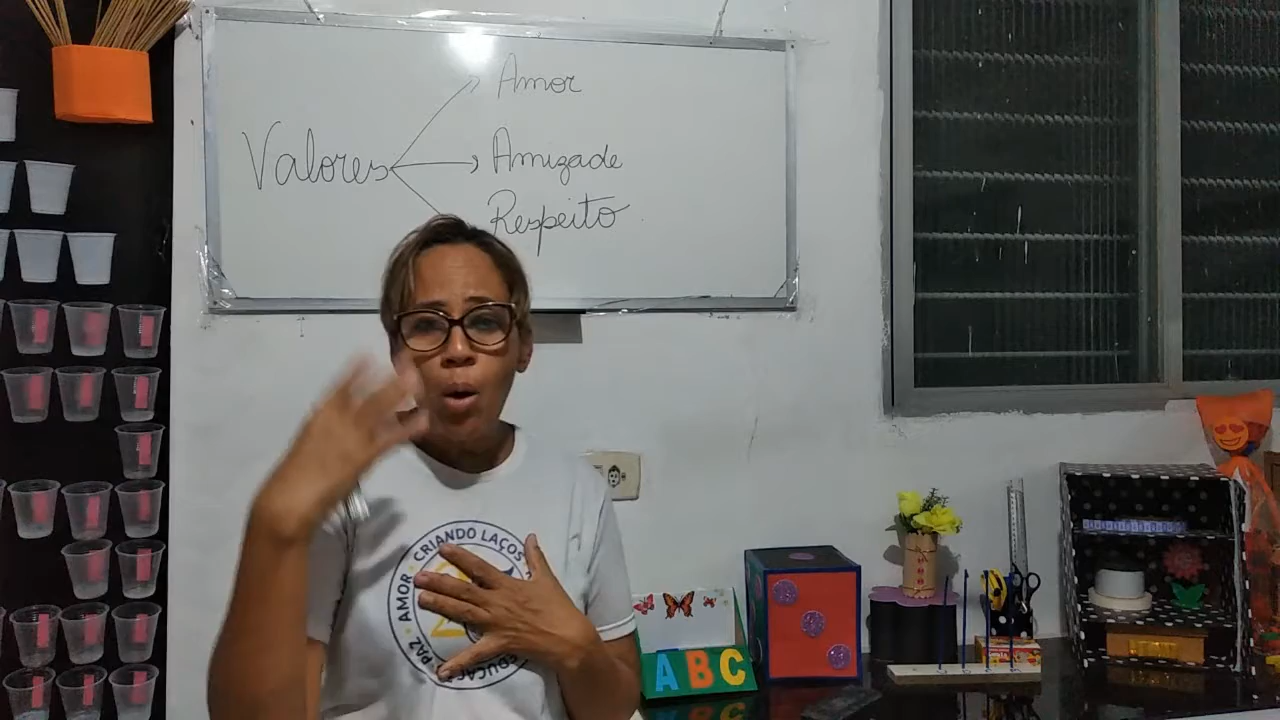 Amor
Valores
Amizade
Respeito
CRIANDO LAÇOS
AMOR
PAZ
ABC